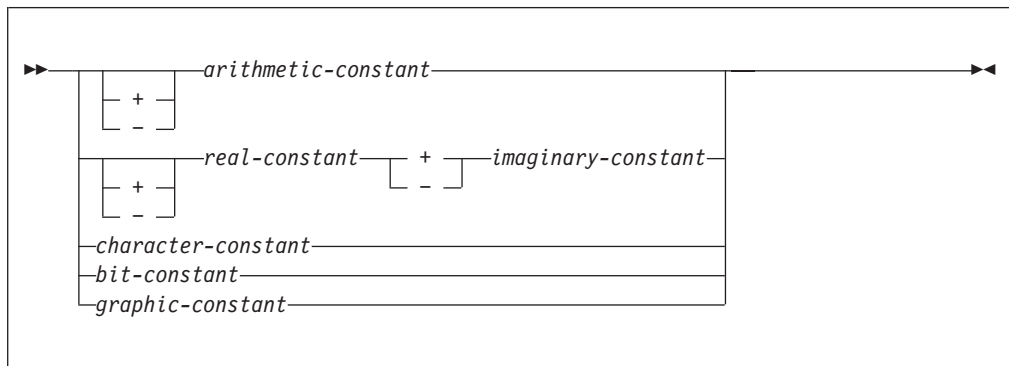 arithmetic-constant
+
−
real-constant + imaginary-constant
+ −
−
character-constant
bit-constant
graphic-constant